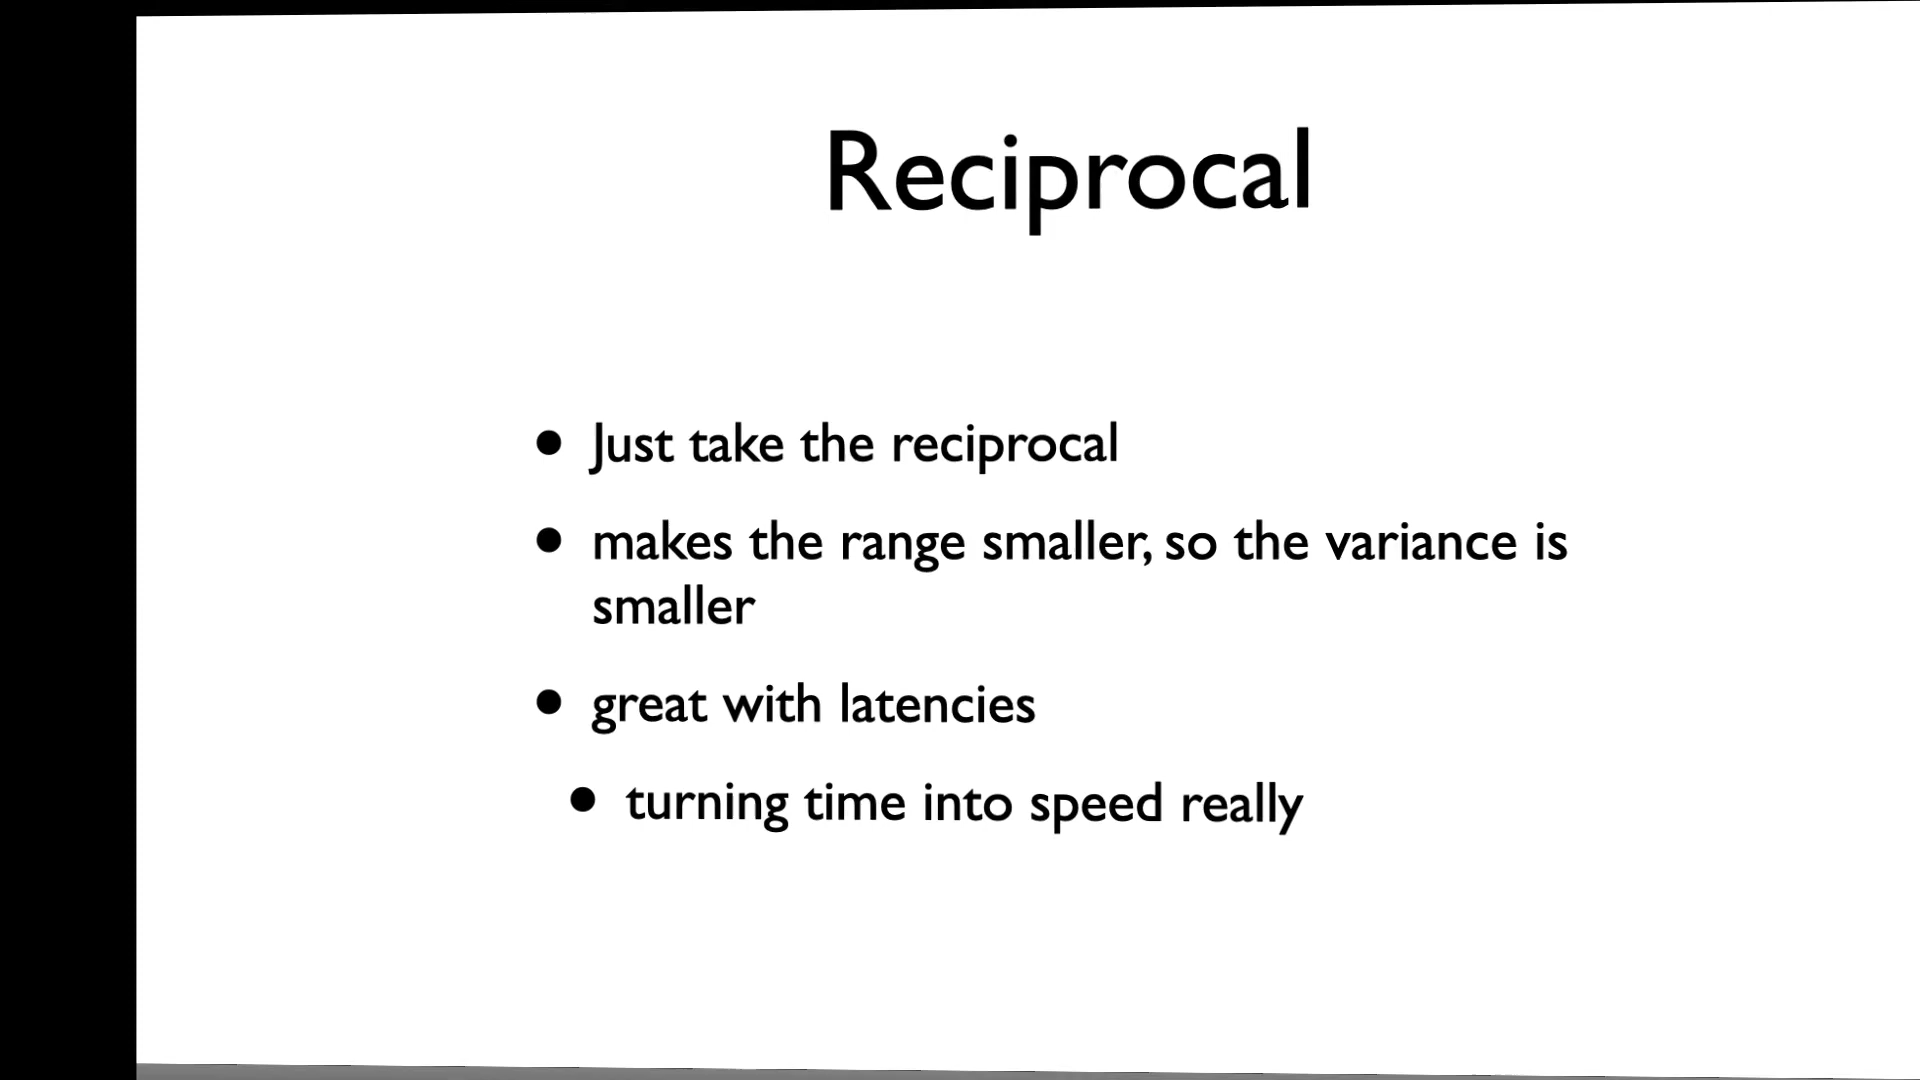 Reciprocal
• Just take the reciprocal
• makes the range smaller, so the variance is
smaller
• great with latencies
• turning time into speed really